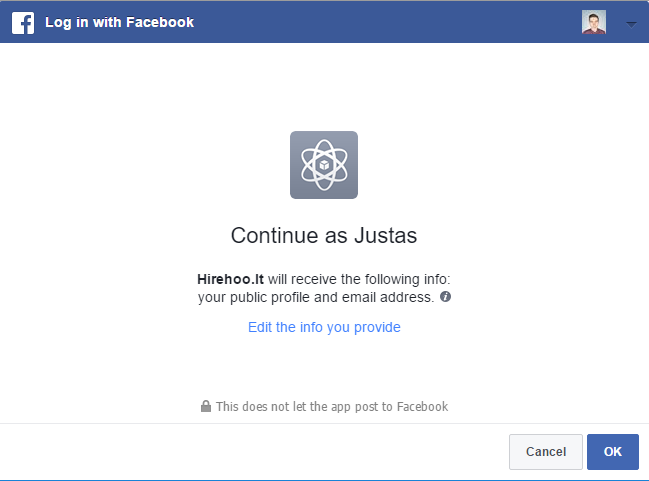 Log in with Facebook
Continue as Justas
Hirehoo.lt will receive the following info:
your public profile and email address.
Edit the info you provide
This does not let the app post to Facebook
Cancel
OK